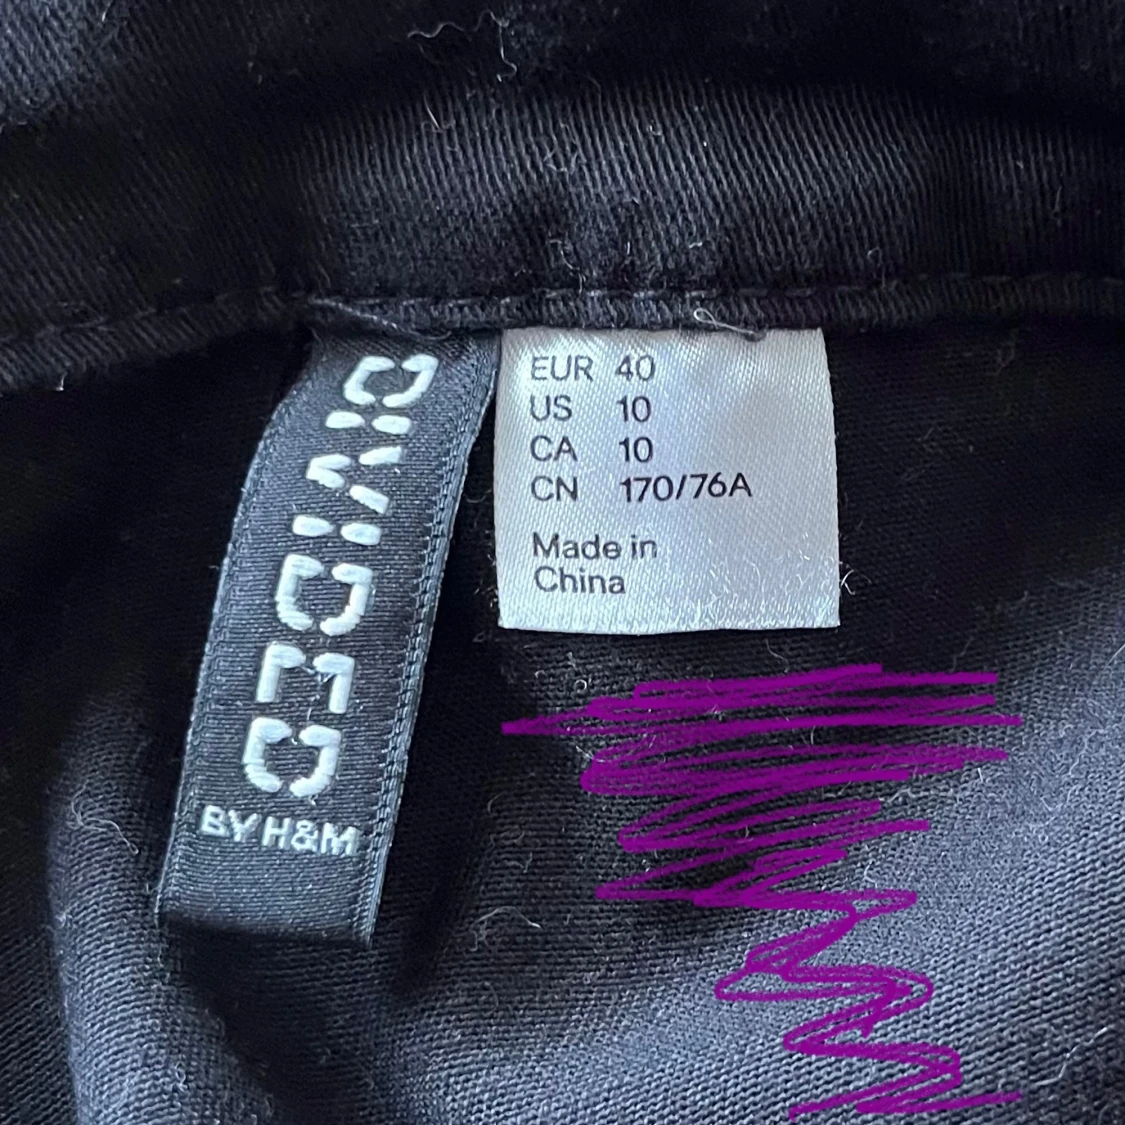 DIVIDED
BY H&M
EUR 40
US 10
CA 10
CN 170/76A
Made in
China